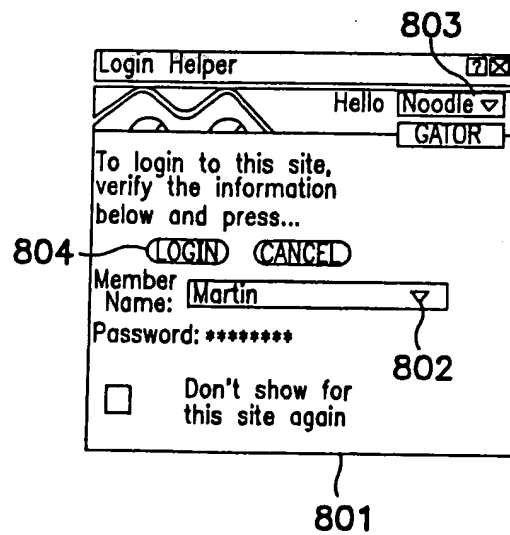 803
Login Helper ?
Hello Noodle
GATOR
To login to this site,
verify the information
below and press...
804 LOGIN CANCEL
Member
Name: Martin
Password: ********
802
Don't show for
this site again
801